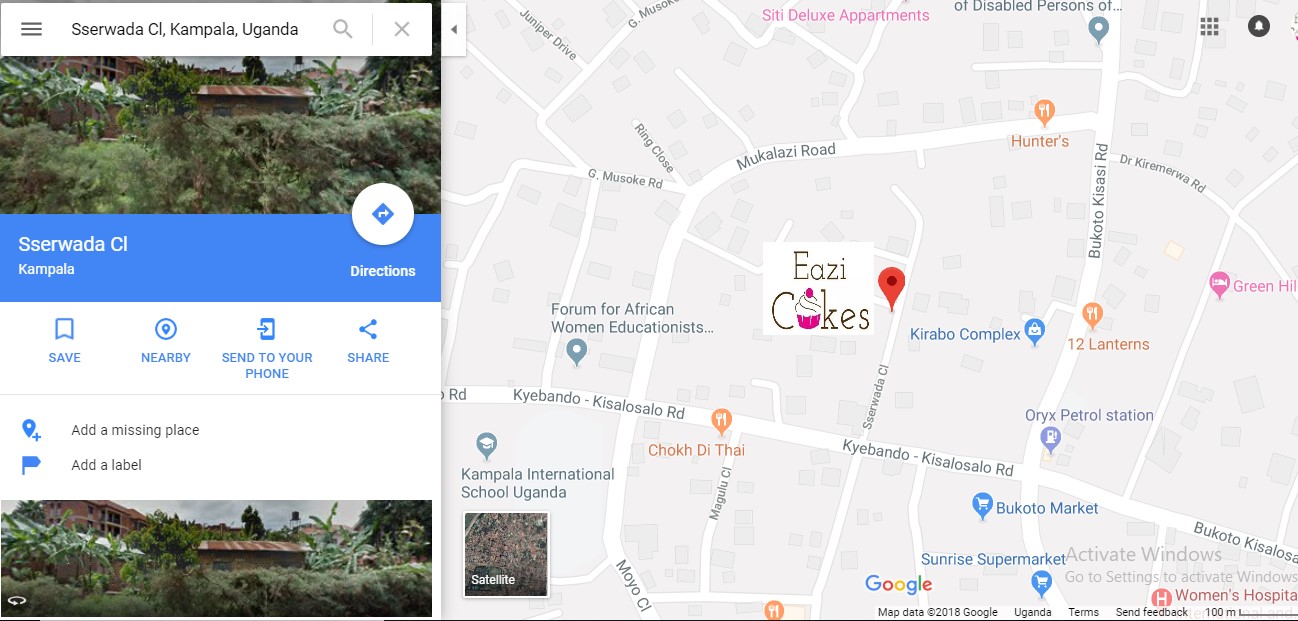 Sserwada Cl, Kampala, Uganda
Sserwada Cl
Kampala
Directions
SAVE
NEARBY
SEND TO YOUR
PHONE
SHARE
Add a missing place
Add a label
Siti Deluxe Appartments
of Disabled Persons of...
Juniper Drive
G. Musoke
Ring Close
Mukalazi Road
Hunter's
G. Musoke Rd
Bukoto Kisasi Rd
Dr Kiremerwa Rd
Eazi
Cakes
Green Hil
Forum for African
Women Educationists...
Kirabo Complex
12 Lanterns
Rd
Kyebando - Kisalosalo Rd
Sserwada Cl
Oryx Petrol station
Chokh Di Thai
Kyebando - Kisalosalo Rd
Kampala International
School Uganda
Magulu Cl
Bukoto Market
Bukoto Kisalosa
Satellite
Moyo Cl
Sunrise Supermarket
Activate Windows
Go to Settings to activate Windows
Google
H
Women's Hospita
Map data ©2018 Google
Uganda
Terms
Send feedback
100 m